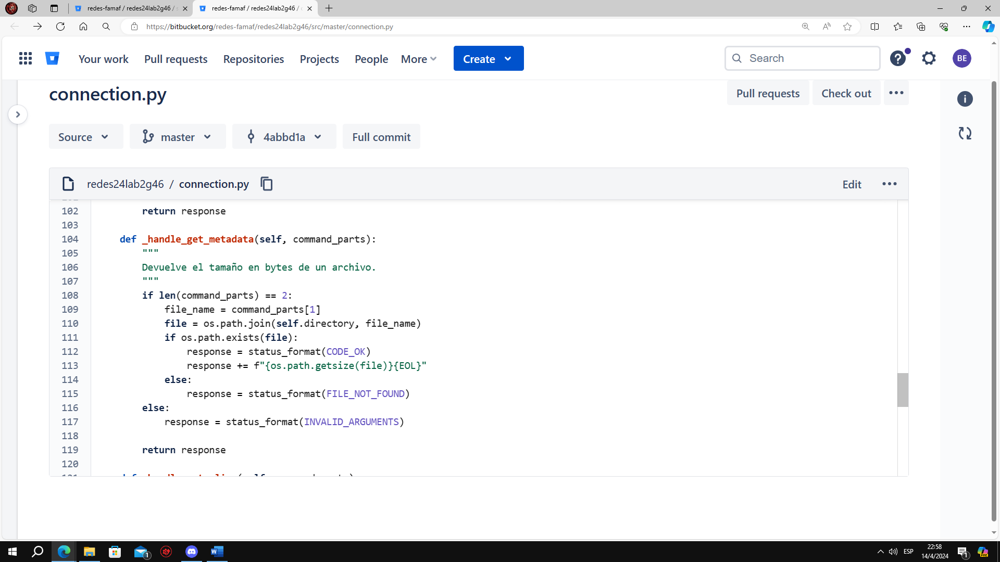 redes-famaf / redes24lab2g46 /
redes-famaf / redes24lab2g46 /
https://bitbucket.org/redes-famaf/redes24lab2g46/src/master/connection.py
Your work
Pull requests
Repositories
Projects
People
More
Create
Search
BE
connection.py
Pull requests
Check out
Source
master
4abbd1a
Full commit
redes24lab2g46 / connection.py
Edit
102 return response
103
104 def _handle_get_metadata(self, command_parts):
105 """
106 Devuelve el tamaño en bytes de un archivo.
107 """
108 if len(command_parts) == 2:
109 file_name = command_parts[1]
110 file = os.path.join(self.directory, file_name)
111 if os.path.exists(file):
112 response = status_format(CODE_OK)
113 response += f"{os.path.getsize(file)}{EOL}"
114 else:
115 response = status_format(FILE_NOT_FOUND)
116 else:
117 response = status_format(INVALID_ARGUMENTS)
118
119 return response
120
1
ESP
22:58
14/4/2024
1
PRE